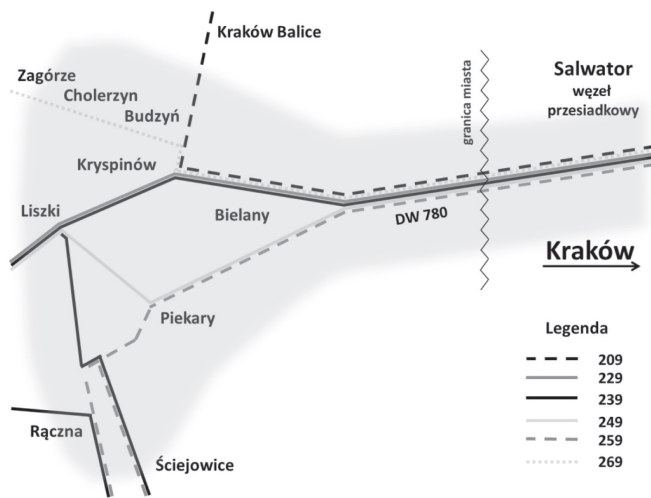 Kraków Balice
Zagórze
Cholerzyn
Budzyń
granica miasta
Salwator
węzeł
przesiadkowy
Kryspinów
Liszki
Bielany
DW 780
Kraków
Piekary
Legenda
209
229
239
249
259
269
Rączna
Ściejowice